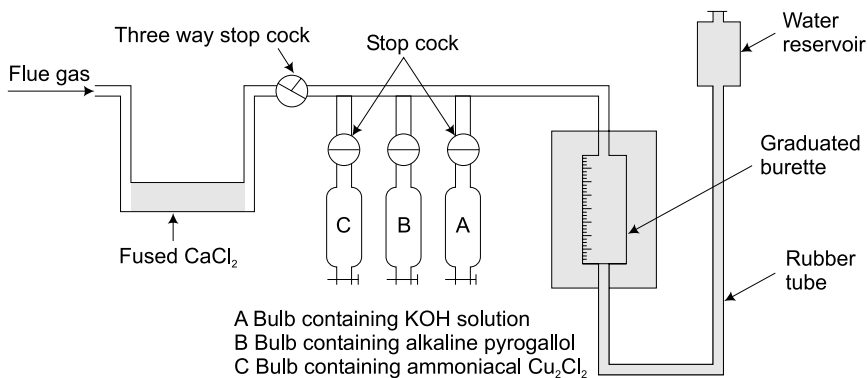 Three way stop cock
Stop cock
Water
reservoir
Flue gas
Graduated
burette
C
B
A
Fused CaCl₂
Rubber
tube
A Bulb containing KOH solution
B Bulb containing alkaline pyrogallol
C Bulb containing ammoniacal Cu₂Cl₂